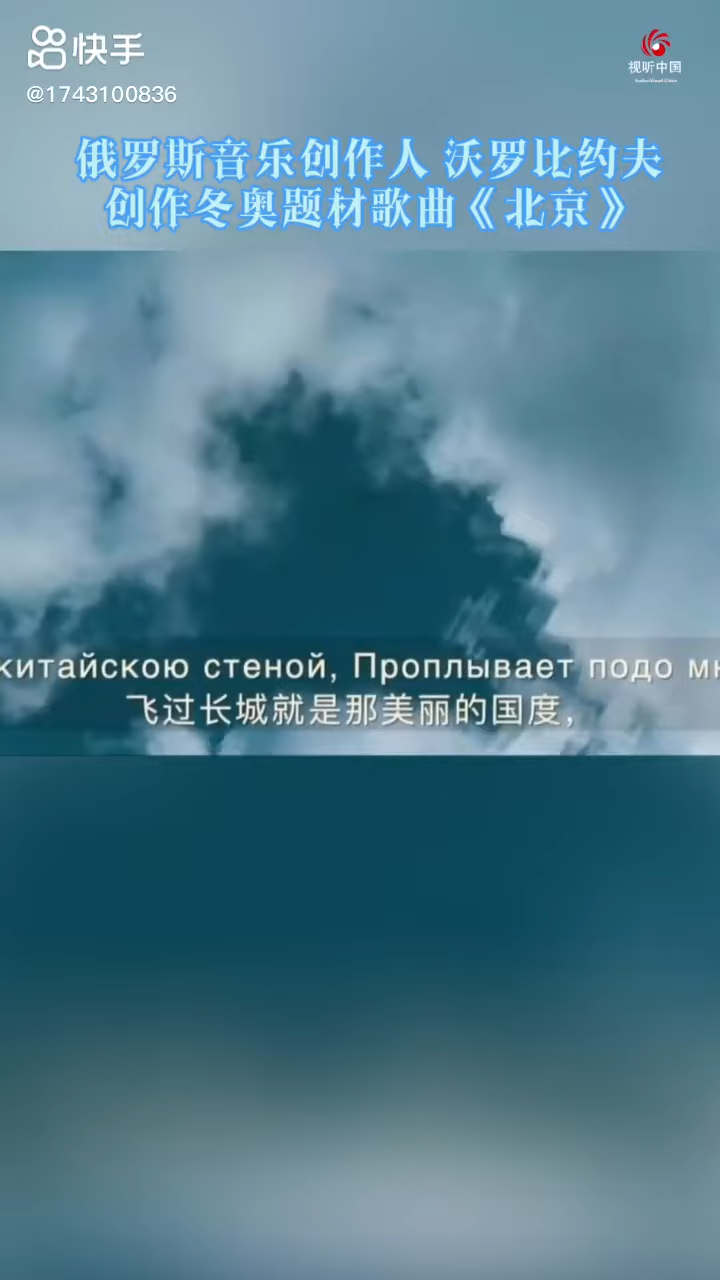 快手
@1743100836
视听中国
俄罗斯音乐创作人 沃罗比约夫
创作冬奥题材歌曲《北京》
китайскою стеной, Проплывает подо
飞过长城就是那美丽的国度，